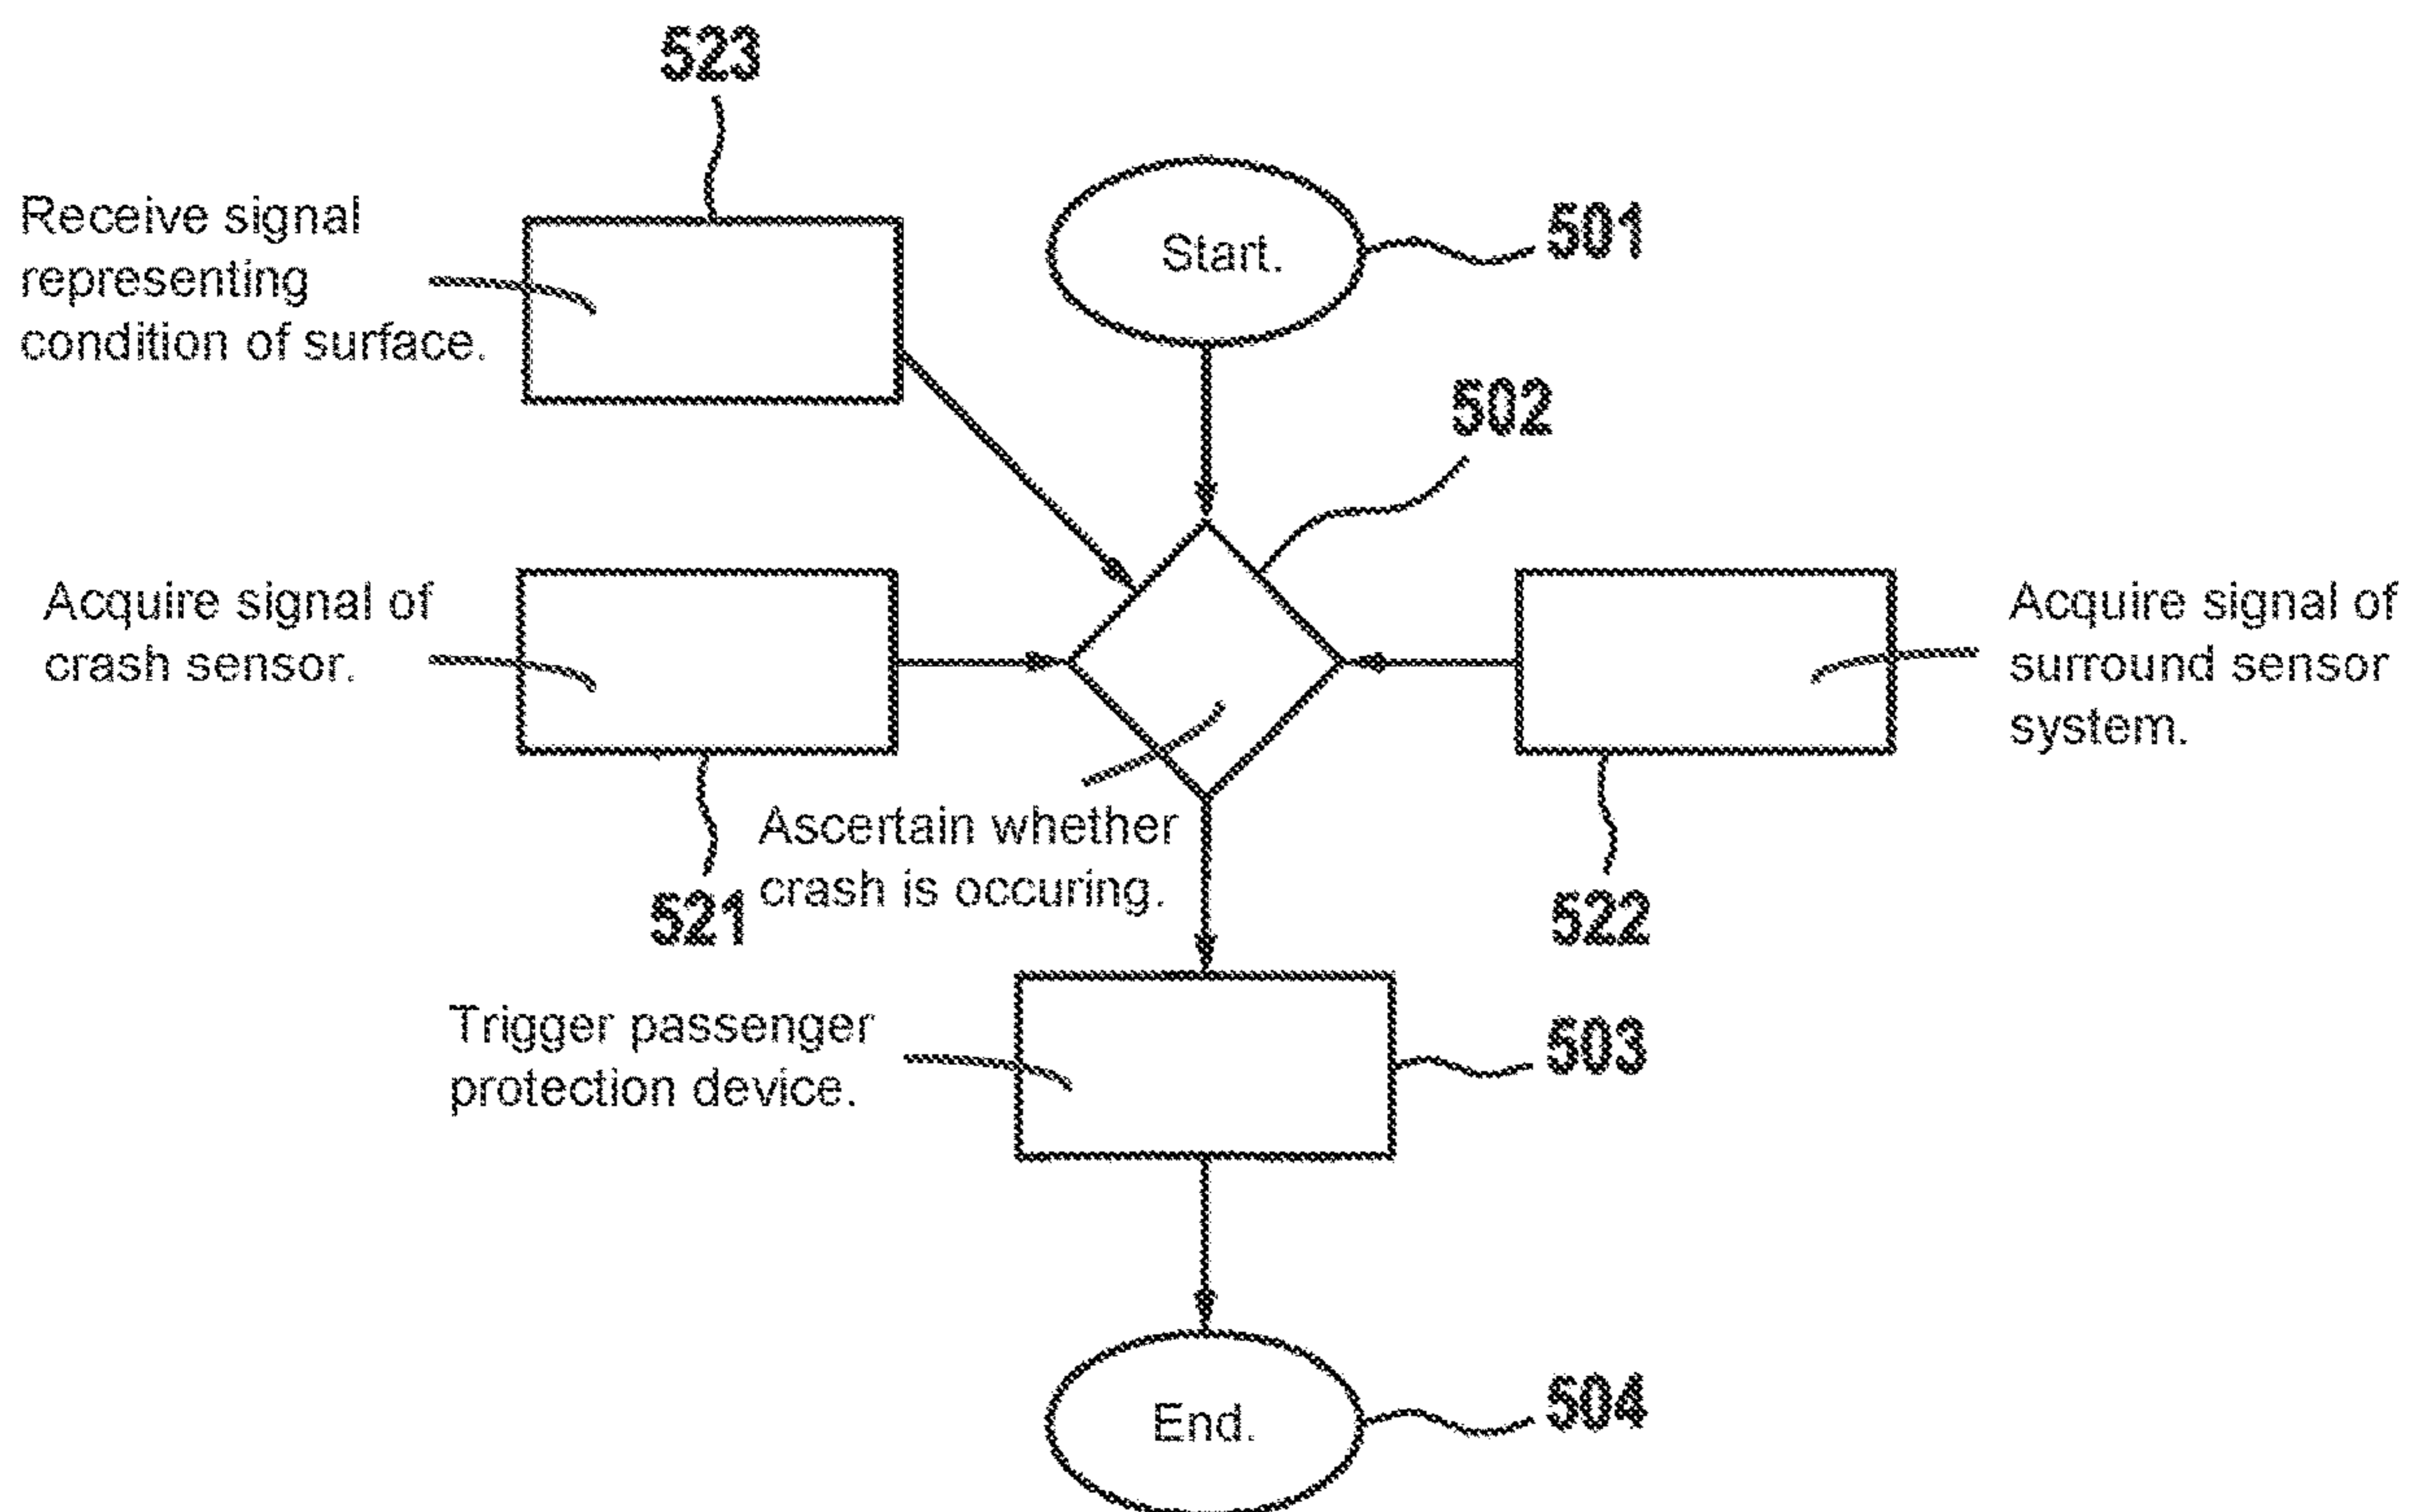 523
Receive signal
representing
condition of surface.
Start.
501
502
Acquire signal of
crash sensor.
Acquire signal of
surround sensor
system.
Ascertain whether
crash is occuring.
521
522
Trigger passenger
protection device.
503
End.
504